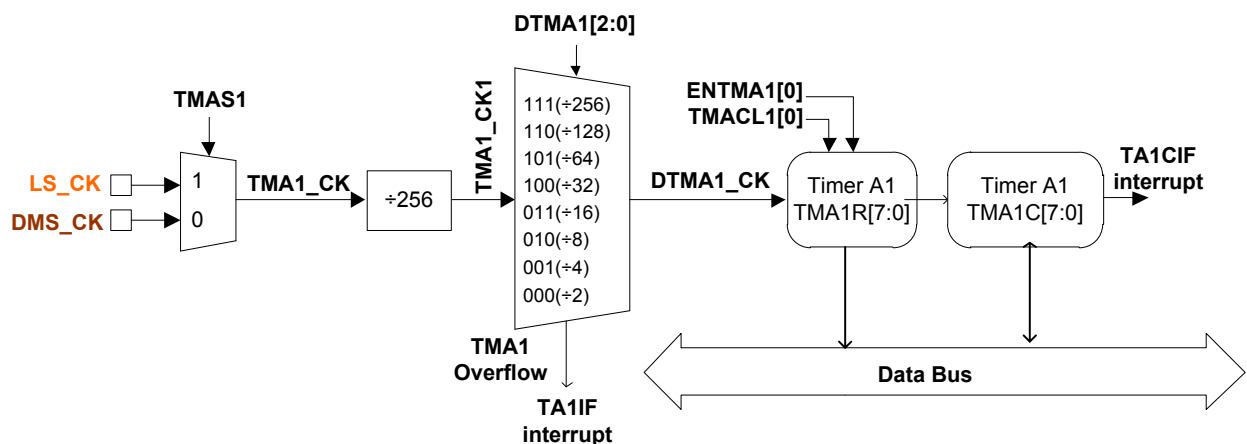 DTMA1[2:0]
TMAS1
LS_CK
DMS_CK
1
0
TMA1_CK
÷256
TMA1_CK1
111(÷256)
110(÷128)
101(÷64)
100(÷32)
011(÷16)
010(÷8)
001(÷4)
000(÷2)
TMA1
Overflow
TA1IF
interrupt
DTMA1_CK
ENTMA1[0]
TMACL1[0]
Timer A1
TMA1R[7:0]
Timer A1
TMA1C[7:0]
TA1CIF
interrupt
Data Bus